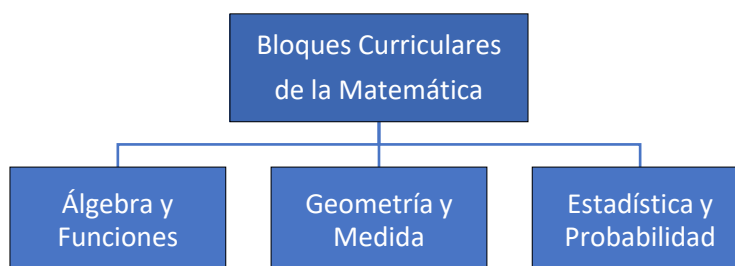 Bloques Curriculares
de la Matemática
Álgebra y
Funciones
Geometría y
Medida
Estadística y
Probabilidad